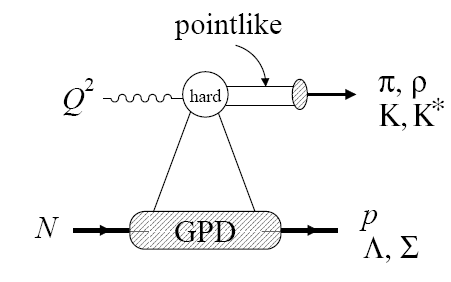 pointlike
Q²
hard
π, ρ
K, K*
N
GPD
p
Λ, Σ